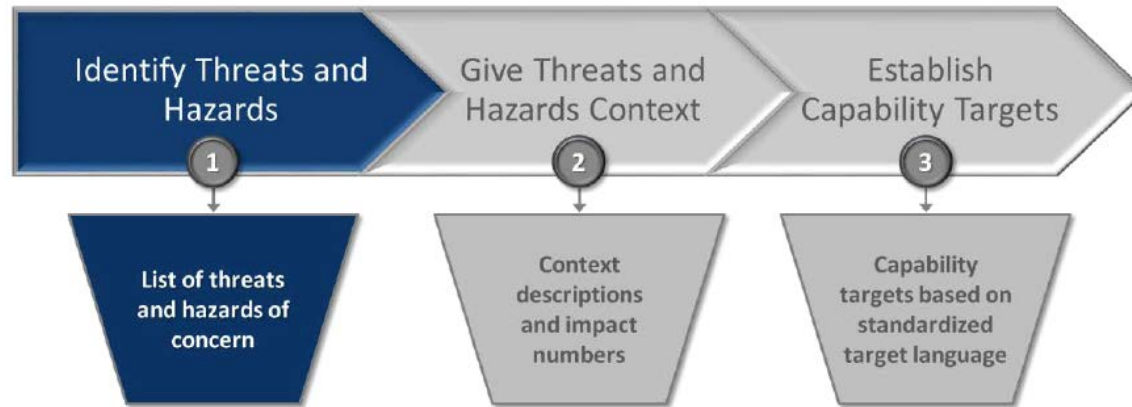 Identify Threats and
Hazards
1
List of threats
and hazards of
concern
Give Threats and
Hazards Context
2
Context
descriptions
and impact
numbers
Establish
Capability Targets
3
Capability
targets based on
standardized
target language